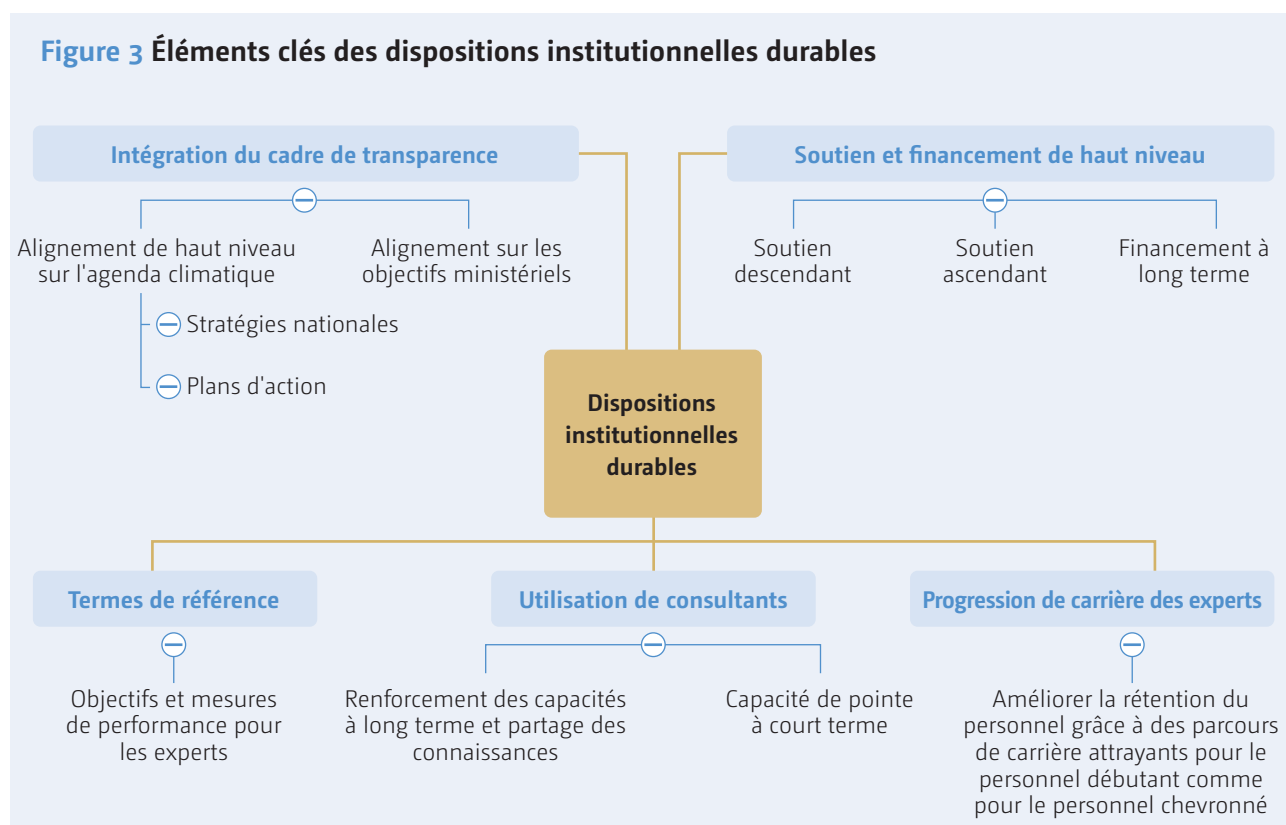 Figure 3 Éléments clés des dispositions institutionnelles durables
Intégration du cadre de transparence
Alignement de haut niveau
sur l'agenda climatique
Stratégies nationales
Plans d'action
Alignement sur les
objectifs ministériels
Soutien et financement de haut niveau
Soutien
descendant
Soutien
ascendant
Financement à
long terme
Dispositions
institutionnelles
durables
Termes de référence
Objectifs et mesures
de performance pour
les experts
Utilisation de consultants
Renforcement des capacités
à long terme et partage des
connaissances
Capacité de pointe
à court terme
Progression de carrière des experts
Améliorer la rétention du
personnel grâce à des parcours
de carrière attrayants pour le
personnel débutant comme
pour le personnel chevronné